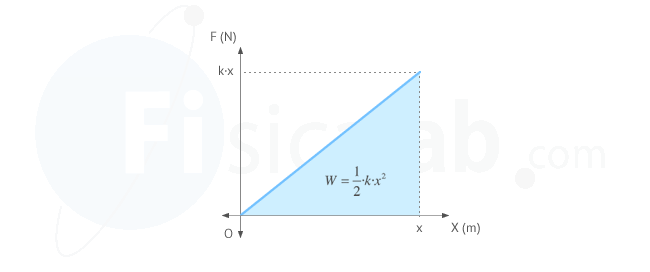 F (N)
k·x
W = 1/2 ·k·x²
O
x
X (m)
Fisicalab.com